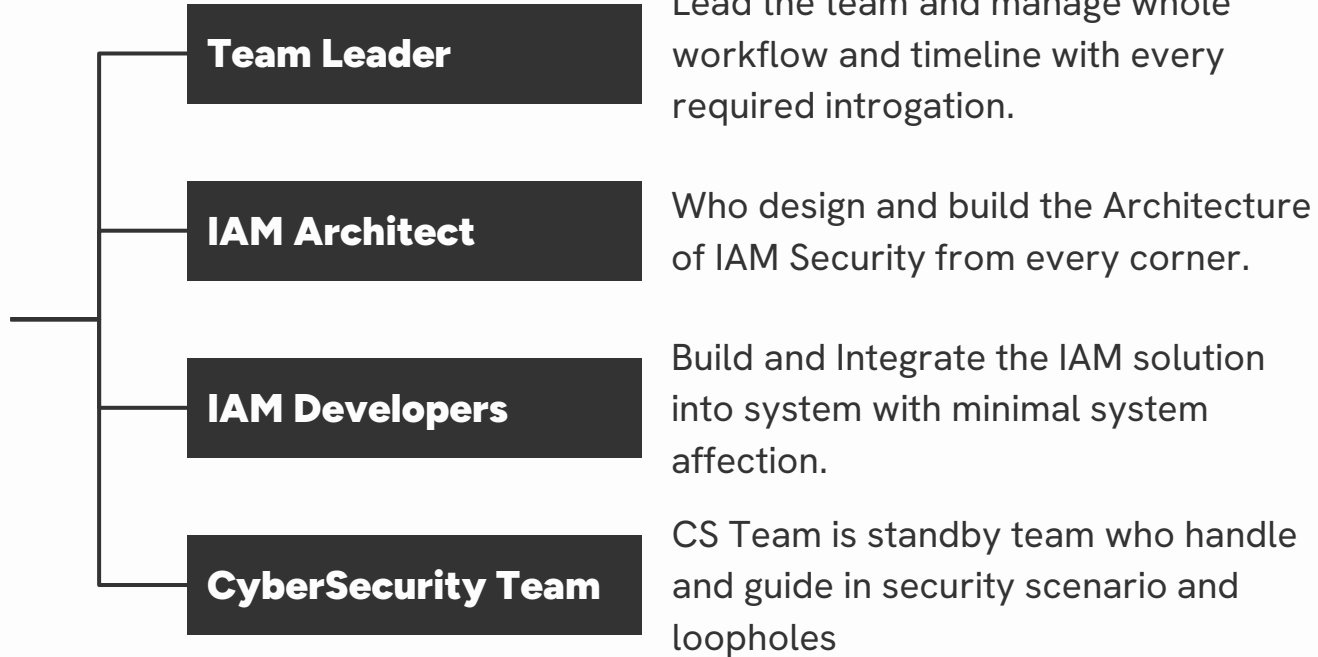 Lead the team and manage whole
Team Leader
workflow and timeline with every
required introgation.
IAM Architect
Who design and build the Architecture
of IAM Security from every corner.
IAM Developers
Build and Integrate the IAM solution
into system with minimal system
affection.
CyberSecurity Team
CS Team is standby team who handle
and guide in security scenario and
loopholes